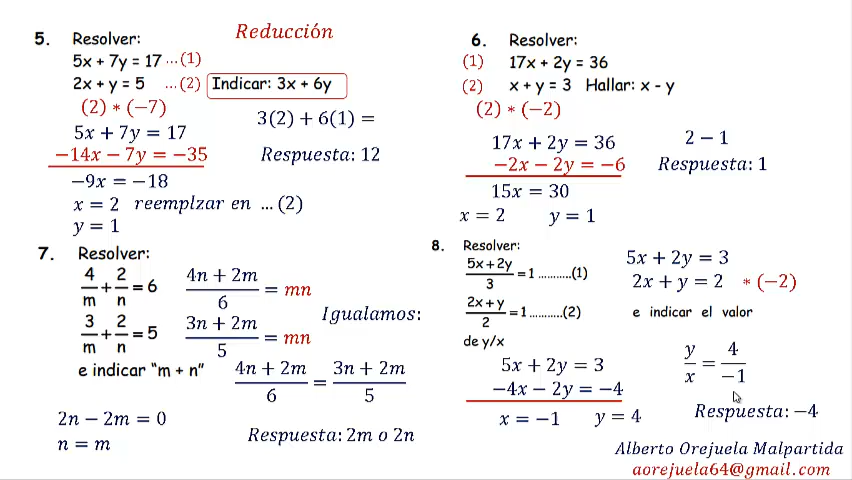 Reducción
5. Resolver:
5x + 7y = 17 ...(1)
2x + y = 5 ...(2) Indicar: 3x + 6y
(2) ∗ (−7)
5x + 7y = 17
−14x − 7y = −35
−9x = −18
x = 2 reemplzar en ...(2)
y = 1
3(2) + 6(1) =
Respuesta: 12
6. Resolver:
(1) 17x + 2y = 36
(2) x + y = 3 Hallar: x - y
(2) ∗ (−2)
17x + 2y = 36
−2x − 2y = −6
15x = 30
x = 2 y = 1
2 − 1
Respuesta: 1
7. Resolver:
4/m + 2/n = 6
3/m + 2/n = 5
e indicar "m + n"
(4n + 2m)/6 = mn
(3n + 2m)/5 = mn
Igualamos:
(4n + 2m)/6 = (3n + 2m)/5
2n − 2m = 0
n = m
Respuesta: 2m o 2n
8. Resolver:
(5x + 2y)/3 = 1 ..........(1)
(2x + y)/2 = 1...........(2)
e indicar el valor
de y/x
5x + 2y = 3
2x + y = 2 ∗ (−2)
5x + 2y = 3
−4x − 2y = −4
x = −1 y = 4
y/x = 4/−1
Respuesta: −4
Alberto Orejuela Malpartida
aorejuela64@gmail.com